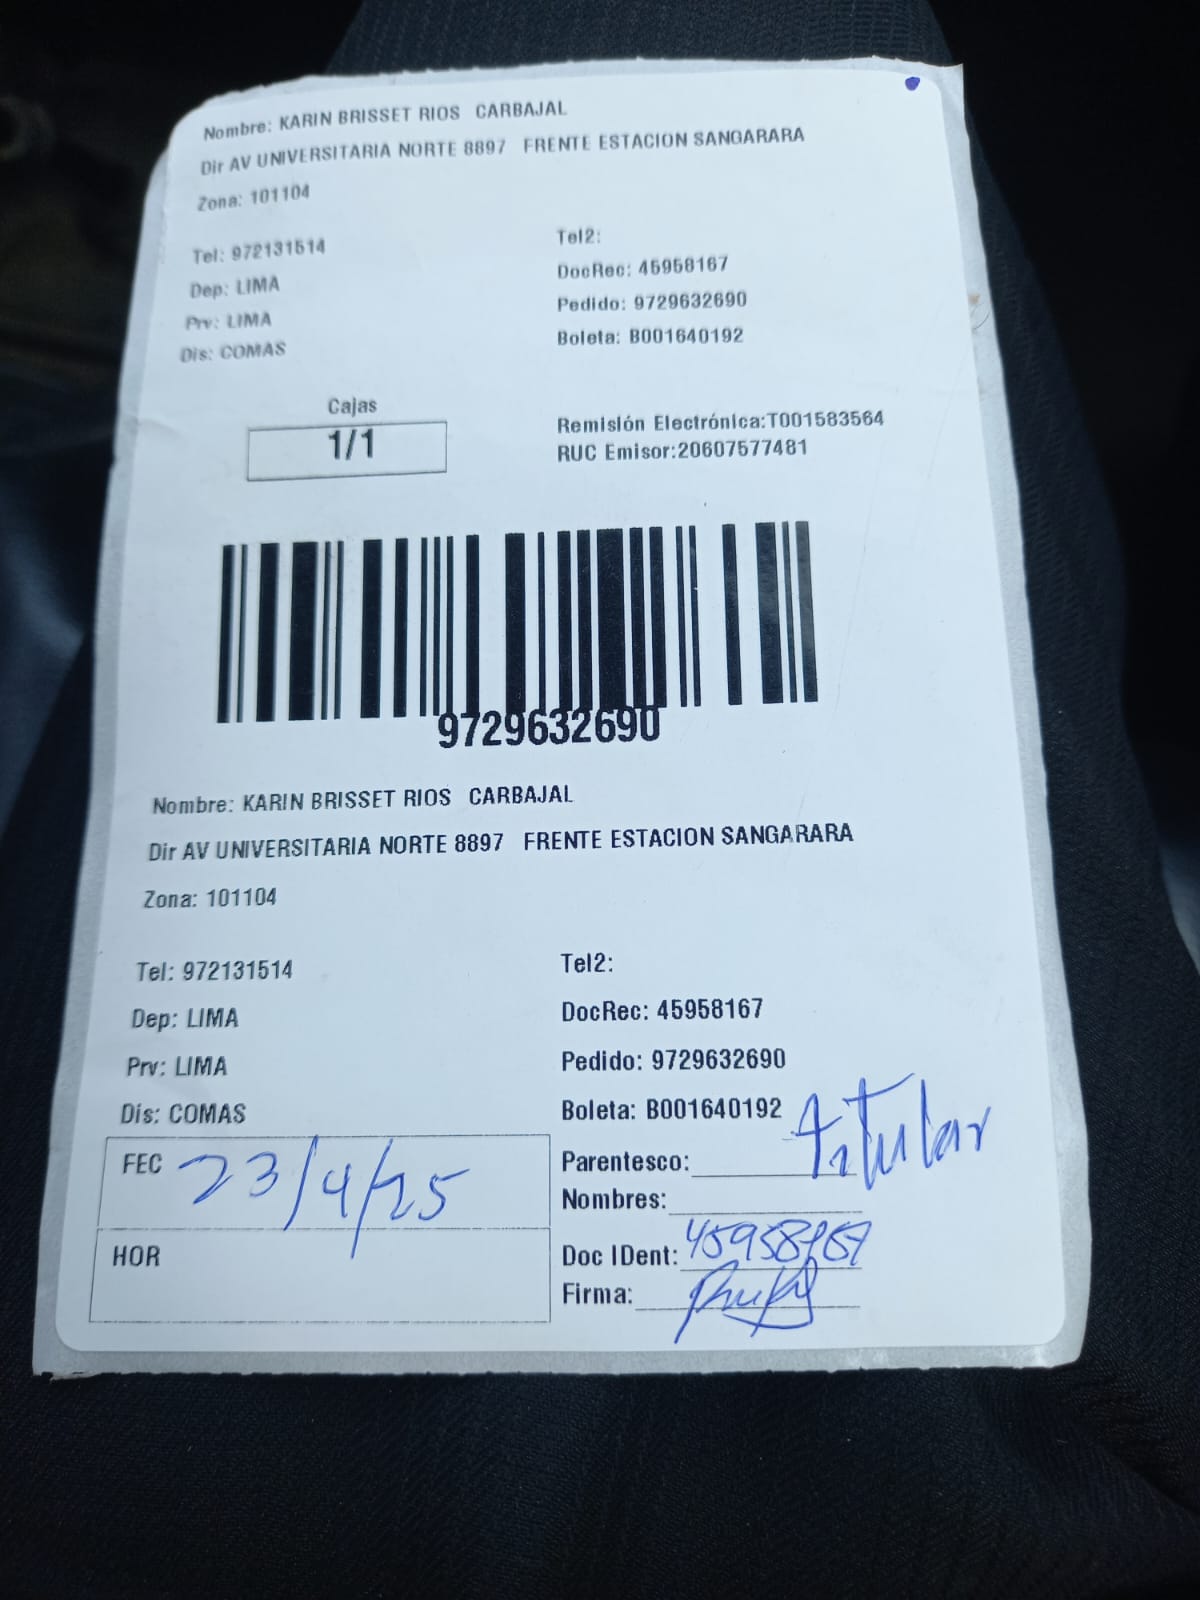 Nombre: KARIN BRISSET RIOS CARBAJAL
Dir AV UNIVERSITARIA NORTE 8897 FRENTE ESTACION SANGARARA
Zona: 101104
Tel: 972131514 Tel2:
Dep: LIMA DocRec: 45958167
Prv: LIMA Pedido: 9729632690
Dis: COMAS Boleta: B001640192
Cajas
1/1
Remisión Electrónica:T001583564
RUC Emisor:20607577481
9729632690
Nombre: KARIN BRISSET RIOS CARBAJAL
Dir AV UNIVERSITARIA NORTE 8897 FRENTE ESTACION SANGARARA
Zona: 101104
Tel: 972131514 Tel2:
Dep: LIMA DocRec: 45958167
Prv: LIMA Pedido: 9729632690
Dis: COMAS Boleta: B001640192
FEC 23/4/25
Parentesco: titular
Nombres:
HOR
Doc IDent: 45958167
Firma: